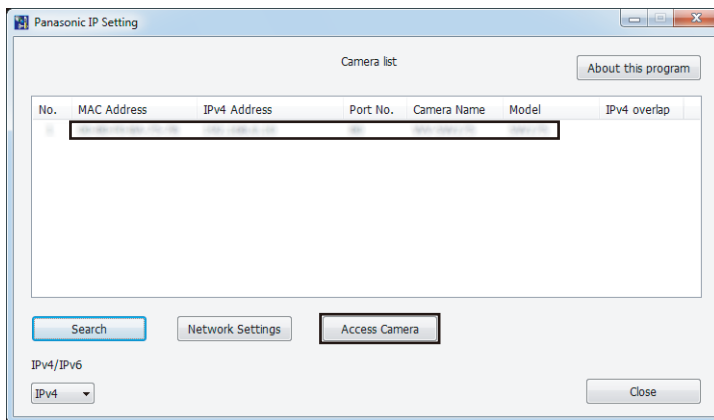 Panasonic IP Setting
Camera list
About this program
No. MAC Address IPv4 Address Port No. Camera Name Model IPv4 overlap
Search Network Settings Access Camera
IPv4/IPv6
IPv4
Close